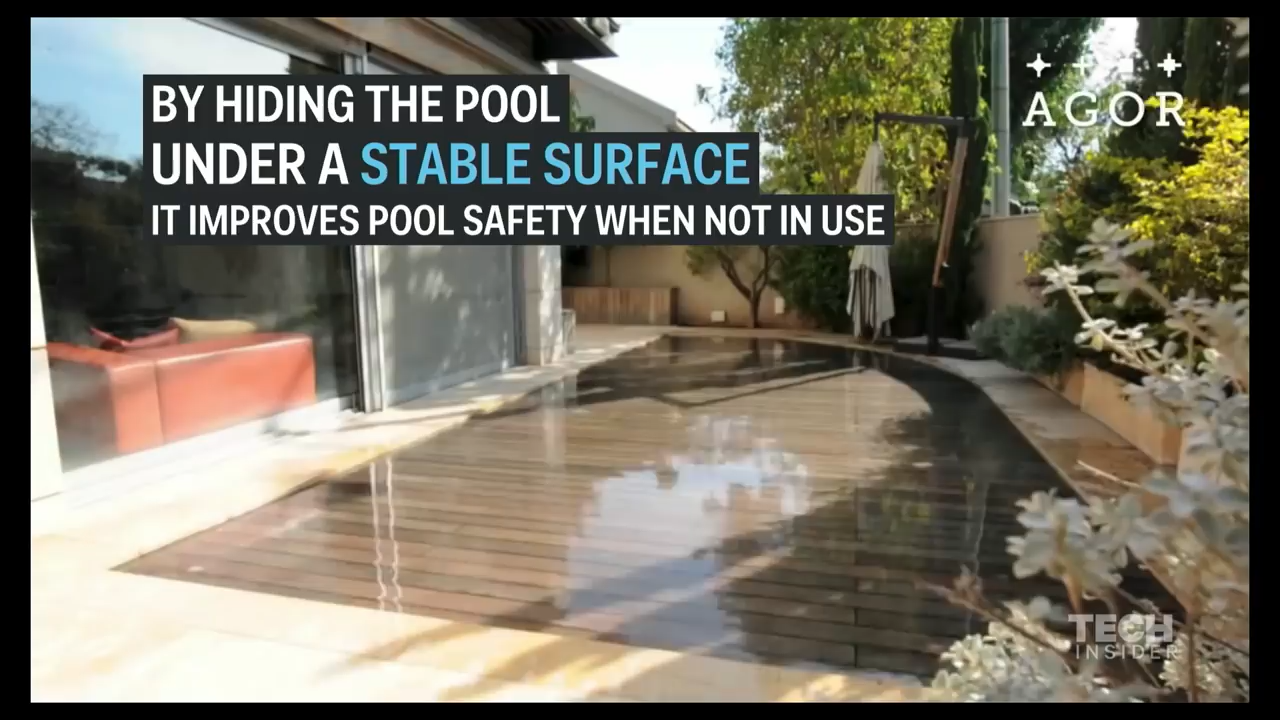 BY HIDING THE POOL
UNDER A STABLE SURFACE
IT IMPROVES POOL SAFETY WHEN NOT IN USE
AGOR
TECH
INSIDER